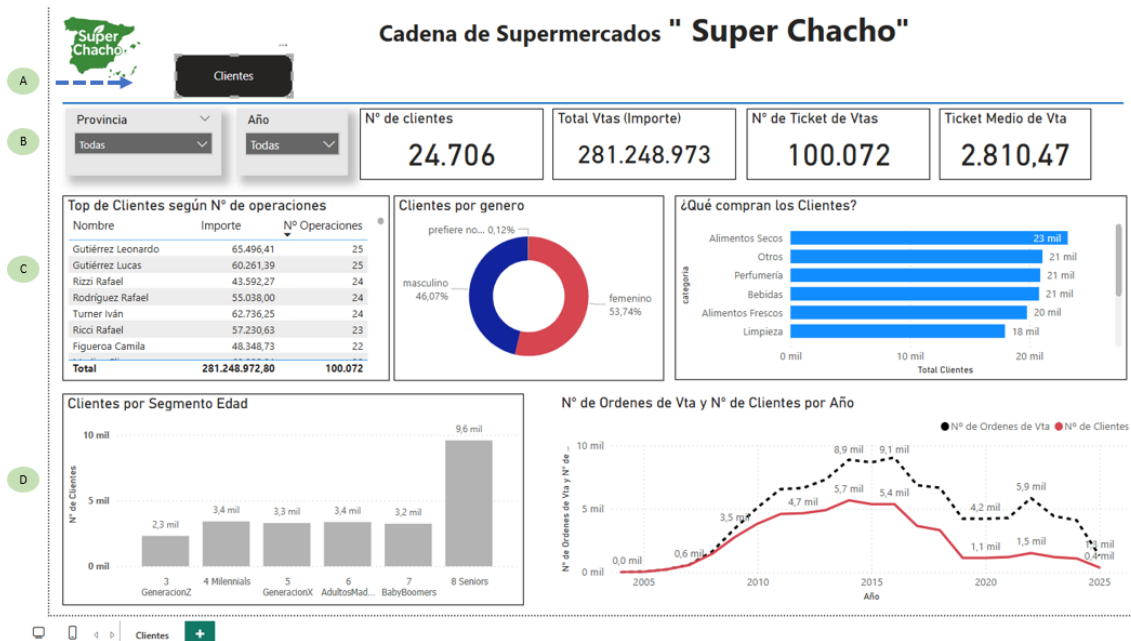 Super
Chacho
Cadena de Supermercados " Super Chacho"
...
A
Clientes
B
Provincia
Todas
Año
Todas
Nº de clientes
24.706
Total Vtas (Importe)
281.248.973
Nº de Ticket de Vtas
100.072
Ticket Medio de Vta
2.810,47
C
Top de Clientes según Nº de operaciones
Nombre Importe Nº Operaciones
Gutiérrez Leonardo 65.496,41 25
Gutiérrez Lucas 60.261,39 25
Rizzi Rafael 43.592,27 24
Rodríguez Rafael 55.038,00 24
Turner Iván 62.736,25 24
Ricci Rafael 57.230,63 23
Figueroa Camila 48.348,73 22
Total 281.248.972,80 100.072
Clientes por genero
prefiere no... 0,12%
masculino
46,07%
femenino
53,74%
¿Qué compran los Clientes?
categoria
Alimentos Secos 23 mil
Otros 21 mil
Perfumería 21 mil
Bebidas 21 mil
Alimentos Frescos 20 mil
Limpieza 18 mil
0 mil 10 mil 20 mil
Total Clientes
D
Clientes por Segmento Edad
Nº de Clientes
10 mil
5 mil
0 mil
2,3 mil
3,4 mil
3,3 mil
3,4 mil
3,2 mil
9,6 mil
3
GeneracionZ
4 Milennials
5
GeneracionX
6
AdultosMad...
7
BabyBoomers
8 Seniors
Nº de Ordenes de Vta y Nº de Clientes por Año
Nº de Ordenes de Vta Nº de Clientes
Nº de Ordenes de Vta y Nº de ...
10 mil
5 mil
0 mil
8,9 mil 9,1 mil
5,7 mil 5,4 mil
5,9 mil
4,7 mil
4,2 mil
3,5 mil
1,5 mil
1,1 mil
0,6 mil
0,0 mil
0,4 mil
2005 2010 2015 2020 2025
Año
Clientes
+